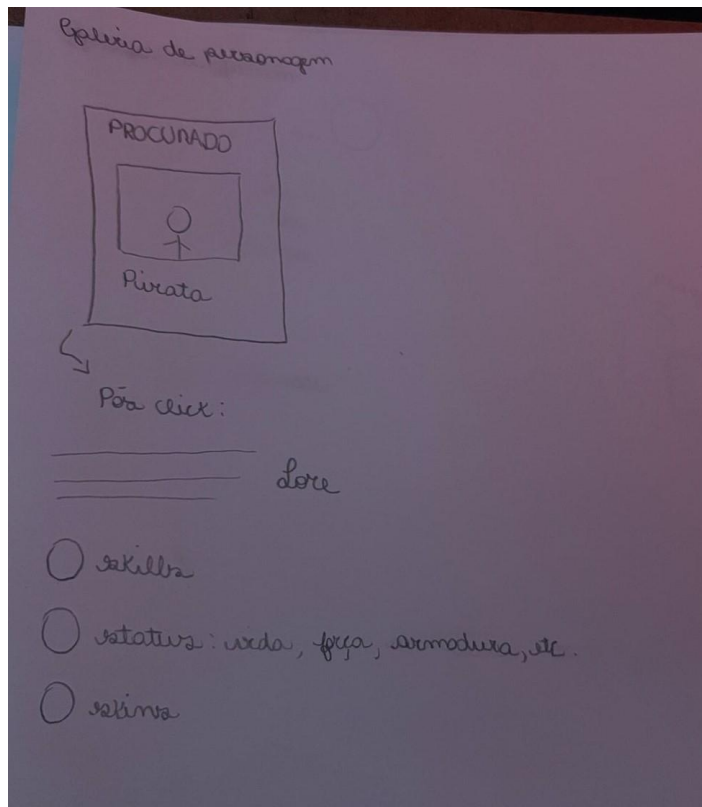 Galeria de personagem
PROCURADO
Pirata
Pós click:
Lore
skills
status: vida, força, armadura, etc.
skins